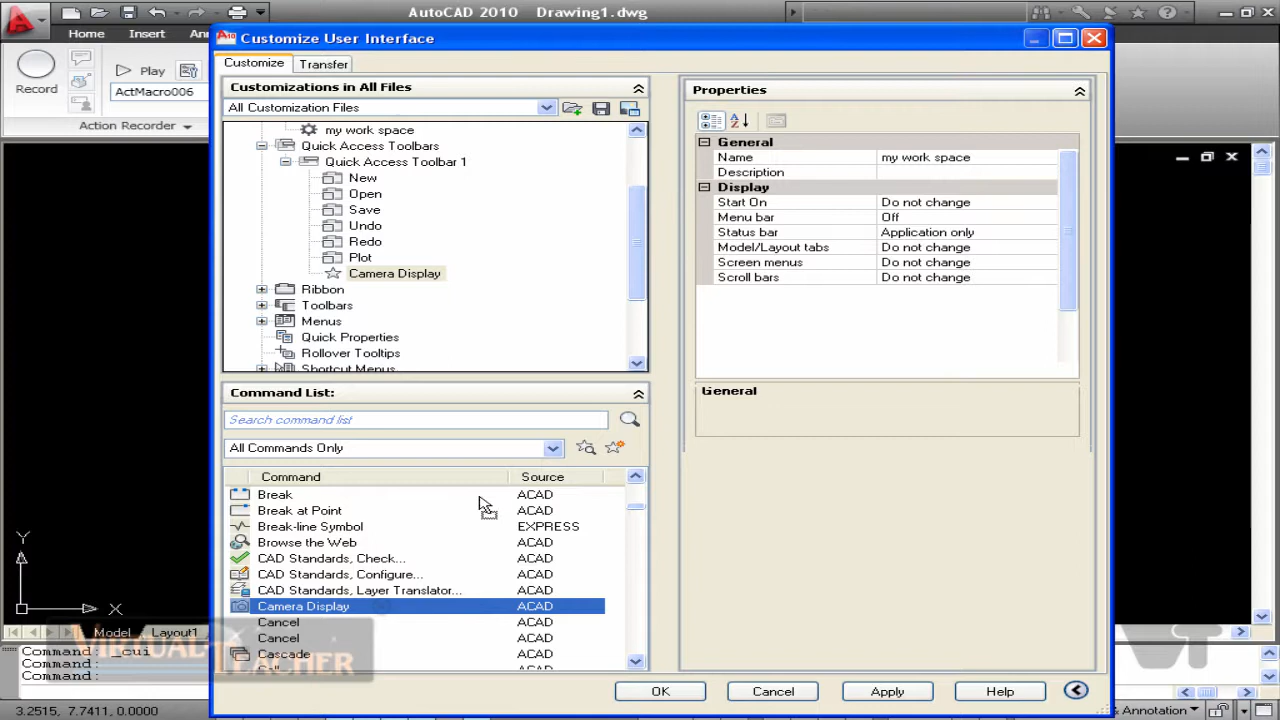 AutoCAD 2010 Drawing1.dwg
Home Insert
Customize User Interface
Customize Transfer
Record
Play
ActMacro006
Action Recorder
Customizations in All Files
All Customization Files
my work space
Quick Access Toolbars
Quick Access Toolbar 1
New
Open
Save
Undo
Redo
Plot
Camera Display
Ribbon
Toolbars
Menus
Quick Properties
Rollover Tooltips
Shortcut Menus
Command List:
Search command list
All Commands Only
Command Source
Break ACAD
Break at Point ACAD
Break-line Symbol EXPRESS
Browse the Web ACAD
CAD Standards, Check... ACAD
CAD Standards, Configure... ACAD
CAD Standards, Layer Translator... ACAD
Camera Display ACAD
Cancel ACAD
Cancel ACAD
Cascade ACAD
Properties
General
Name my work space
Description
Display
Start On Do not change
Menu bar Off
Status bar Application only
Model/Layout tabs Do not change
Screen menus Do not change
Scroll bars Do not change
General
OK Cancel Apply Help
Y
X
Model Layout1
Command: _cui
Command:
Command:
VIRTUAL TEACHER
VT
3.2515, 7.7411, 0.0000
Annotation